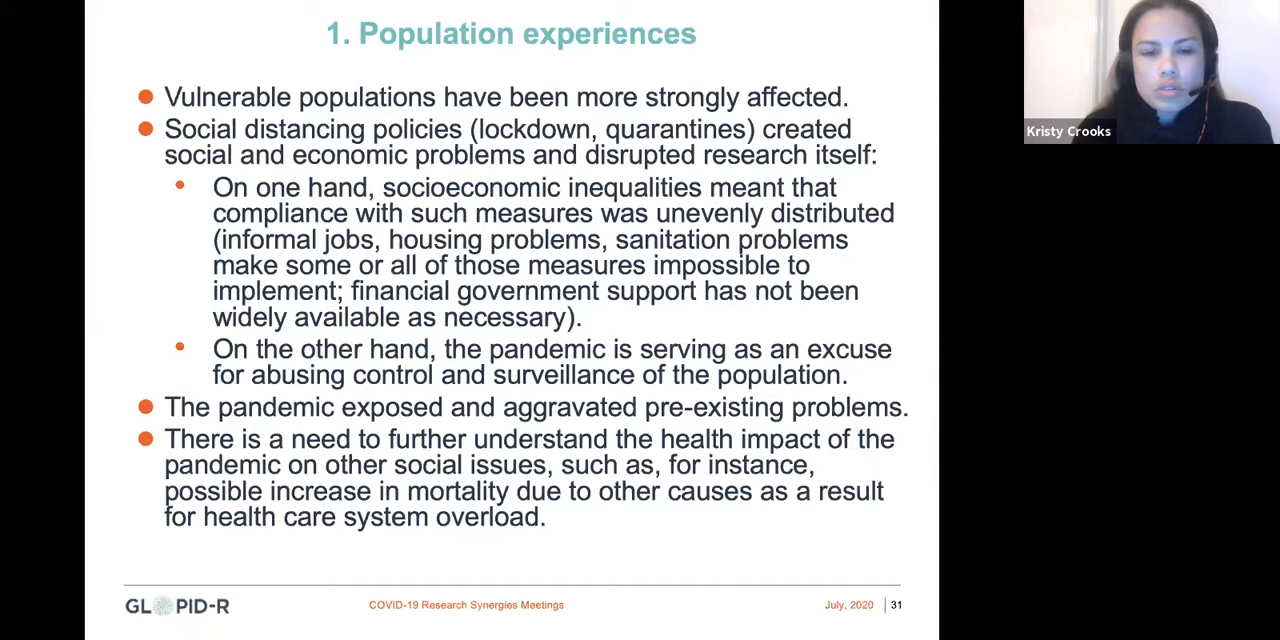 1. Population experiences
Vulnerable populations have been more strongly affected.
Social distancing policies (lockdown, quarantines) created
social and economic problems and disrupted research itself:
On one hand, socioeconomic inequalities meant that
compliance with such measures was unevenly distributed
(informal jobs, housing problems, sanitation problems
make some or all of those measures impossible to
implement; financial government support has not been
widely available as necessary).
On the other hand, the pandemic is serving as an excuse
for abusing control and surveillance of the population.
The pandemic exposed and aggravated pre-existing problems.
There is a need to further understand the health impact of the
pandemic on other social issues, such as, for instance,
possible increase in mortality due to other causes as a result
for health care system overload.
GLOPID-R
COVID-19 Research Synergies Meetings
July, 2020
31
Kristy Crooks